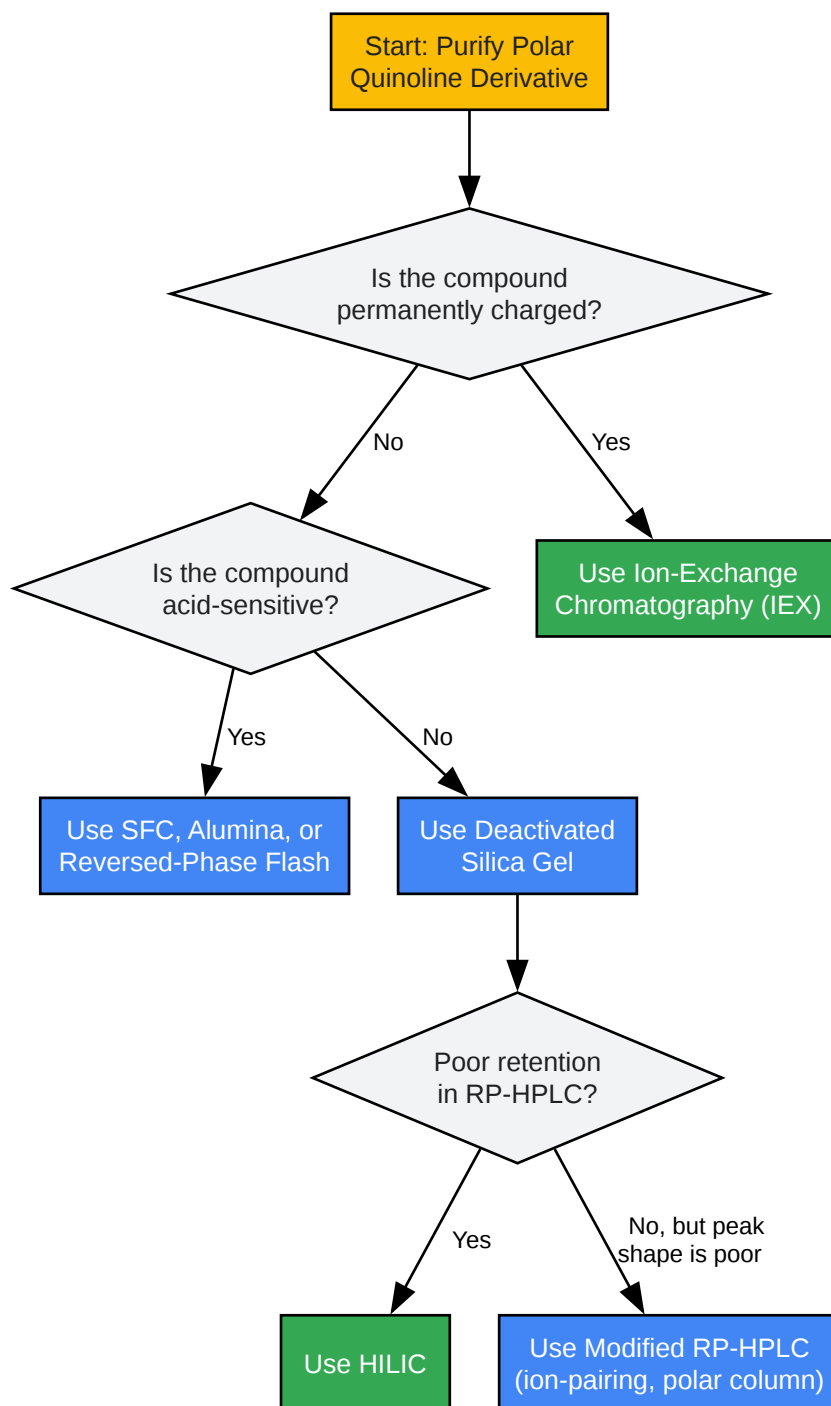 Start: Purify Polar
Quinoline Derivative
Is the compound
permanently charged?
No
Yes
Is the compound
acid-sensitive?
Use Ion-Exchange
Chromatography (IEX)
Yes
No
Use SFC, Alumina, or
Reversed-Phase Flash
Use Deactivated
Silica Gel
Poor retention
in RP-HPLC?
Yes
No, but peak
shape is poor
Use HILIC
Use Modified RP-HPLC
(ion-pairing, polar column)